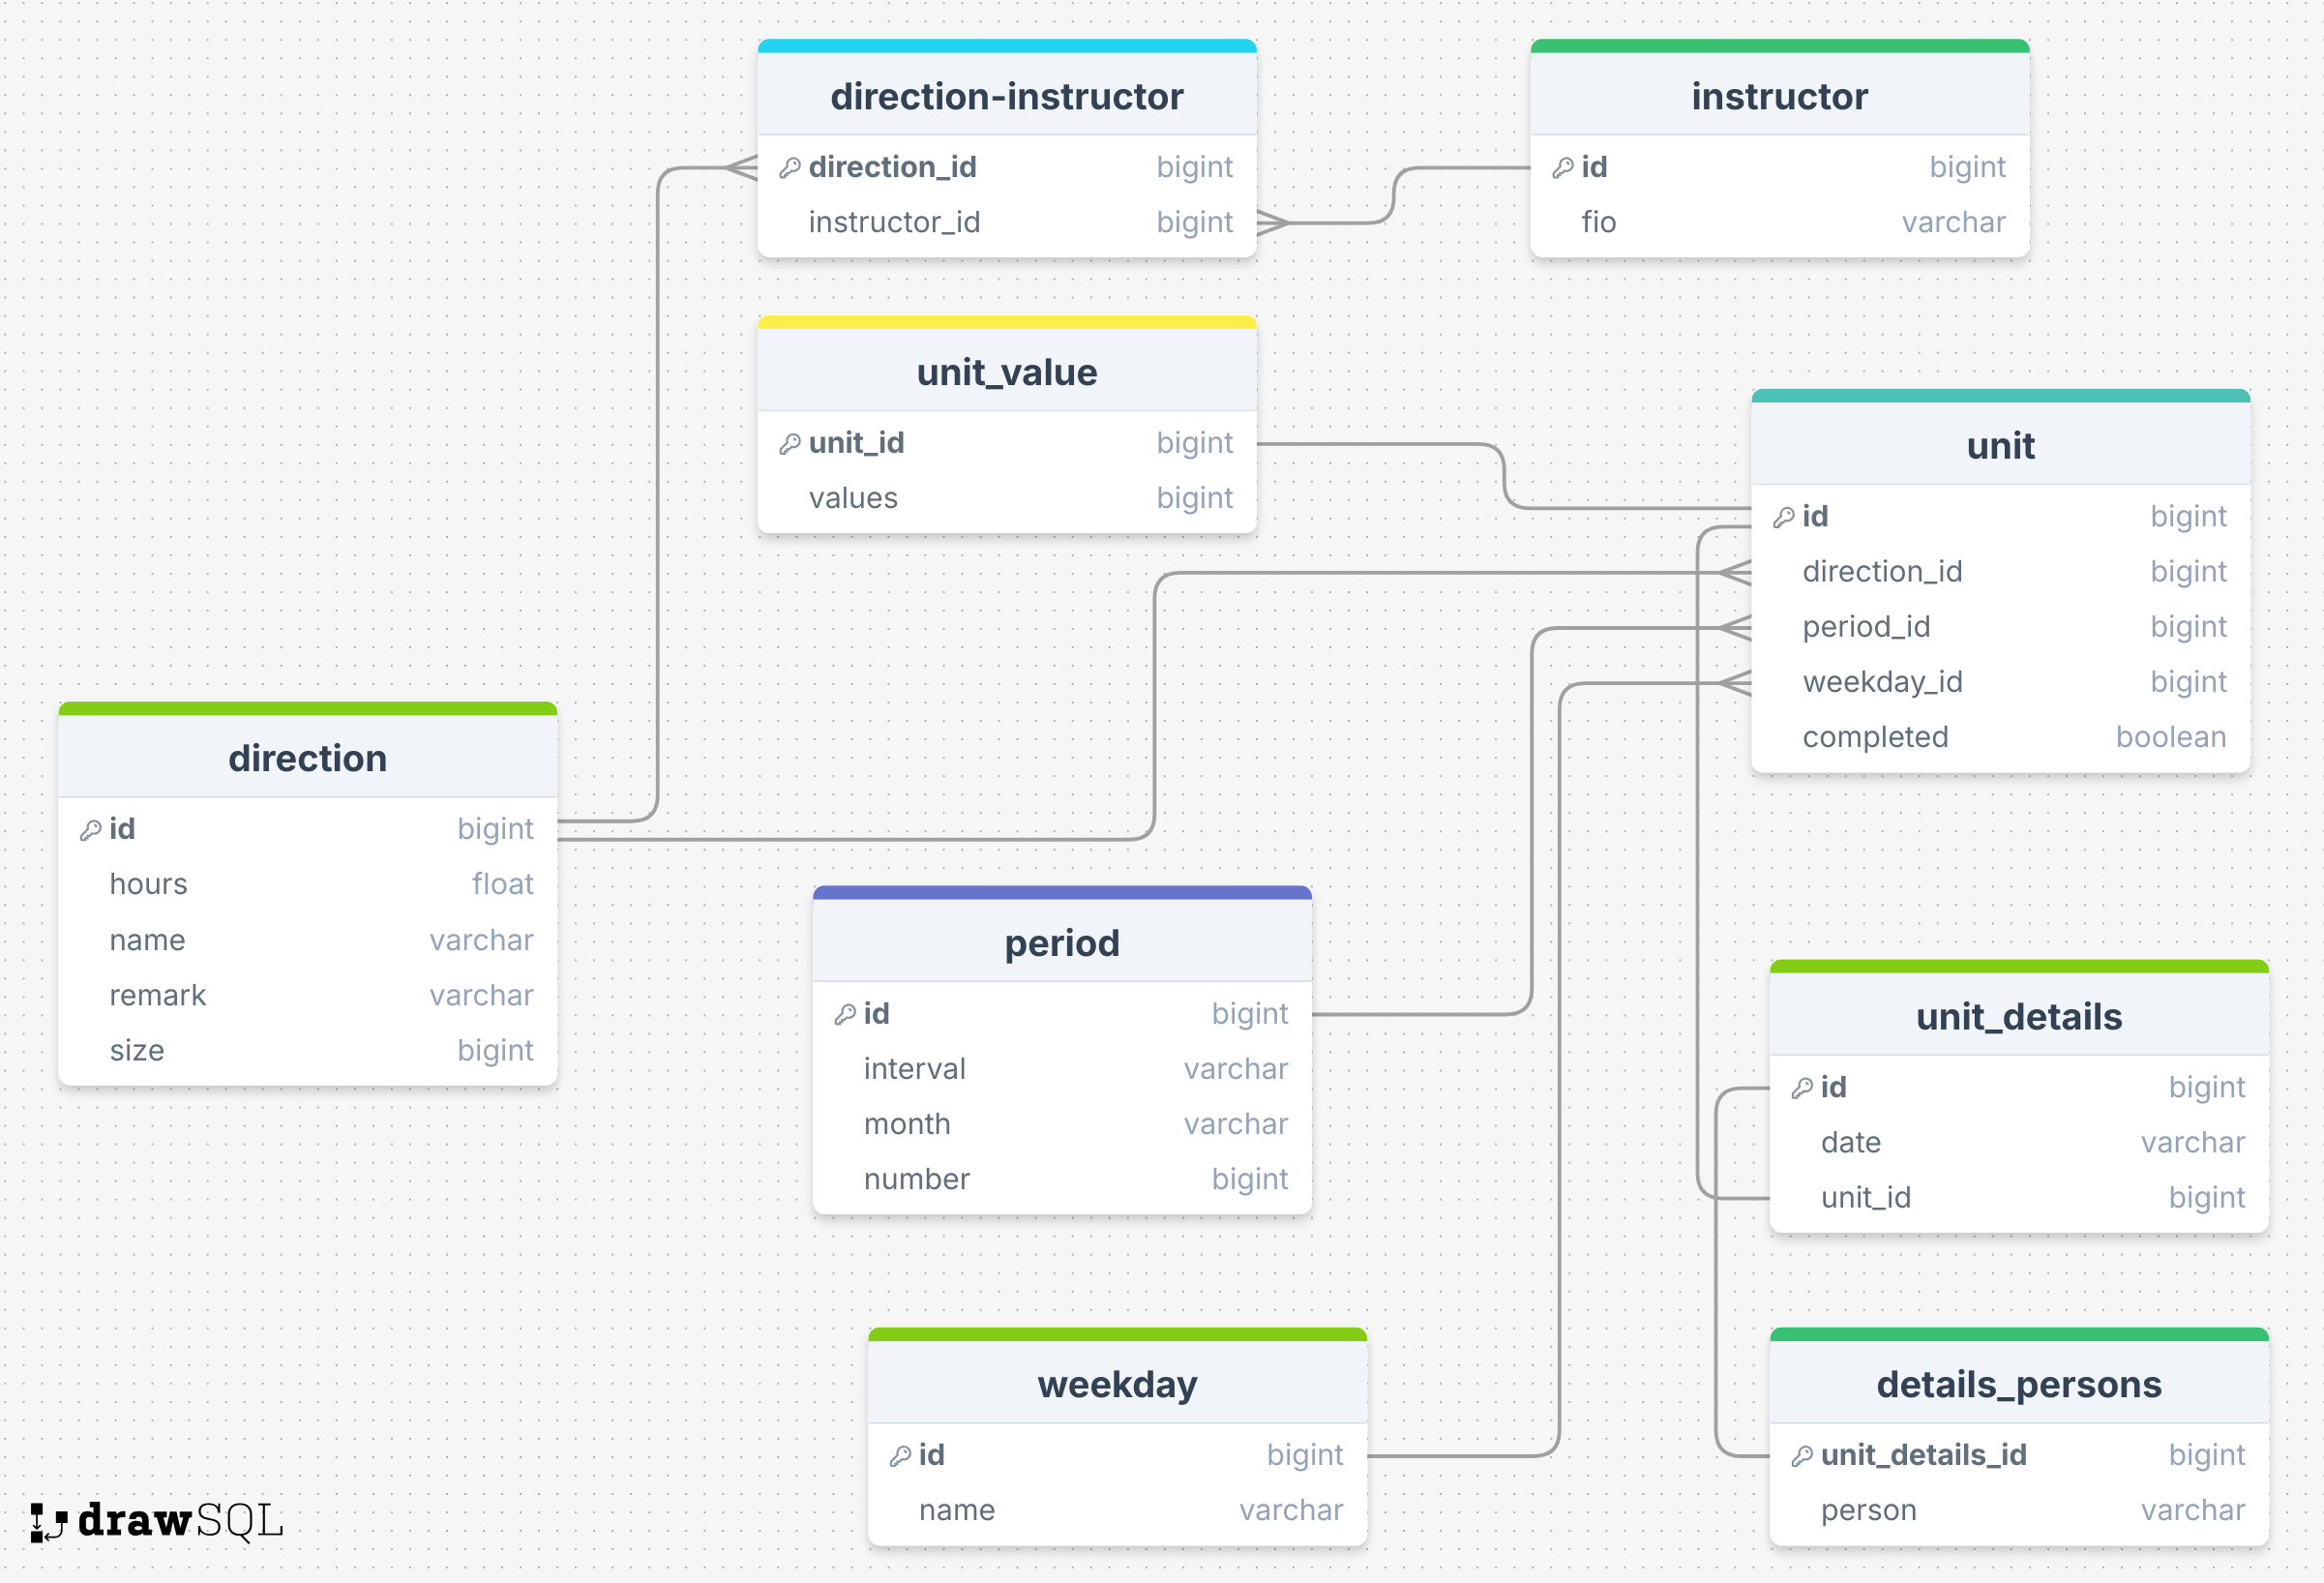 direction-instructor
direction_id bigint
instructor_id bigint
instructor
id bigint
fio varchar
unit_value
unit_id bigint
values bigint
unit
id bigint
direction_id bigint
period_id bigint
weekday_id bigint
completed boolean
direction
id bigint
hours float
name varchar
remark varchar
size bigint
period
id bigint
interval varchar
month varchar
number bigint
unit_details
id bigint
date varchar
unit_id bigint
weekday
id bigint
name varchar
details_persons
unit_details_id bigint
person varchar
drawSQL